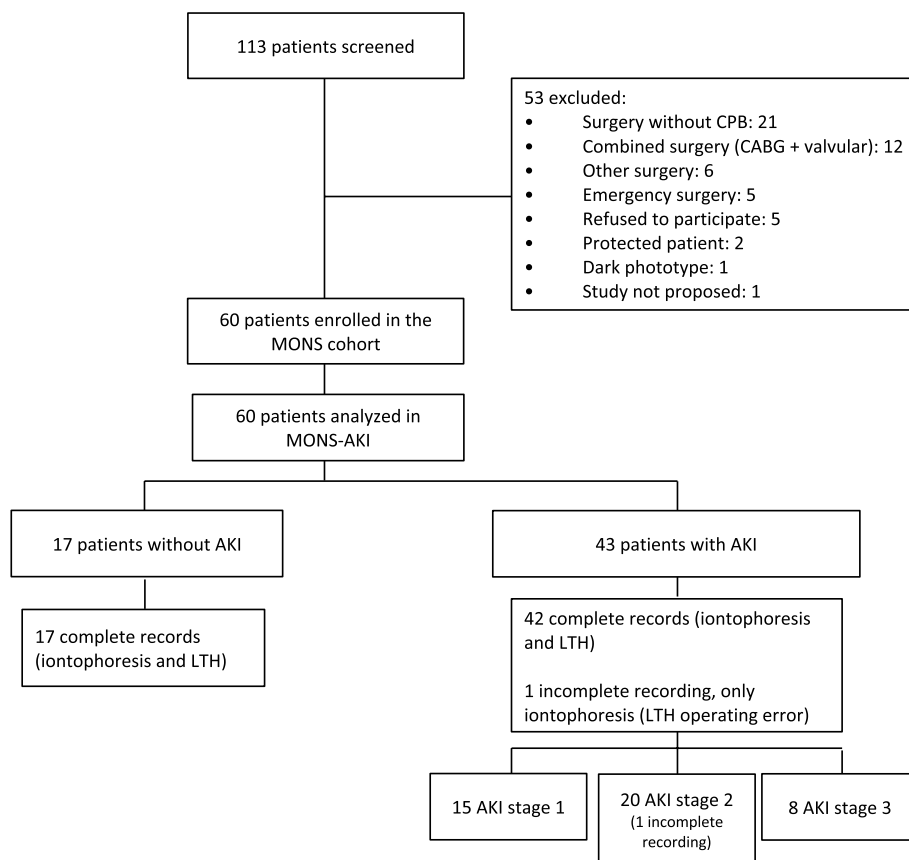 113 patients screened
53 excluded:
• Surgery without CPB: 21
• Combined surgery (CABG + valvular): 12
• Other surgery: 6
• Emergency surgery: 5
• Refused to participate: 5
• Protected patient: 2
• Dark phototype: 1
• Study not proposed: 1
60 patients enrolled in the
MONS cohort
60 patients analyzed in
MONS-AKI
17 patients without AKI
43 patients with AKI
17 complete records
(iontophoresis and LTH)
42 complete records (iontophoresis
and LTH)
1 incomplete recording, only
iontophoresis (LTH operating error)
15 AKI stage 1
20 AKI stage 2
(1 incomplete
recording)
8 AKI stage 3